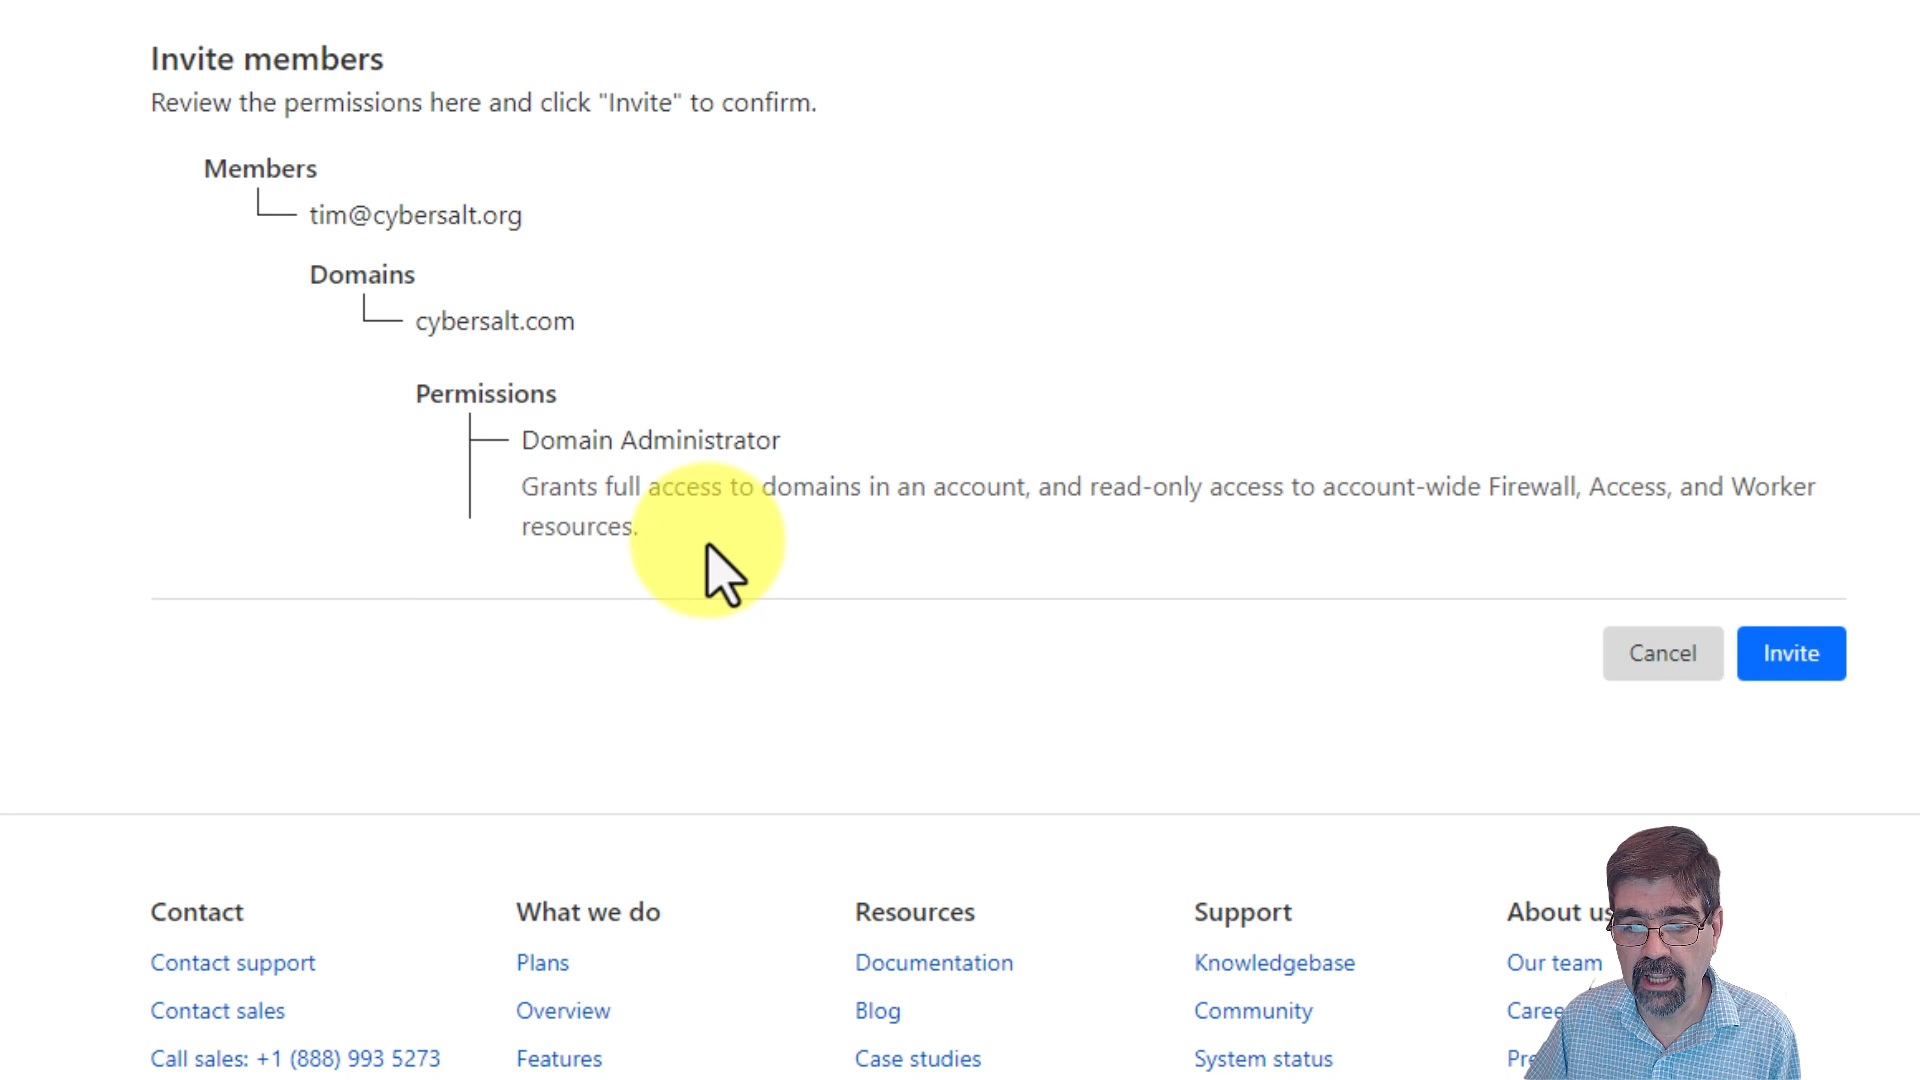 Invite members
Review the permissions here and click "Invite" to confirm.
Members
tim@cybersalt.org
Domains
cybersalt.com
Permissions
Domain Administrator
Grants full access to domains in an account, and read-only access to account-wide Firewall, Access, and Worker
resources.
Cancel
Invite
Contact
What we do
Resources
Support
About us
Contact support
Plans
Documentation
Knowledgebase
Our team
Contact sales
Overview
Blog
Community
Call sales: +1 (888) 993 5273
Features
Case studies
System status